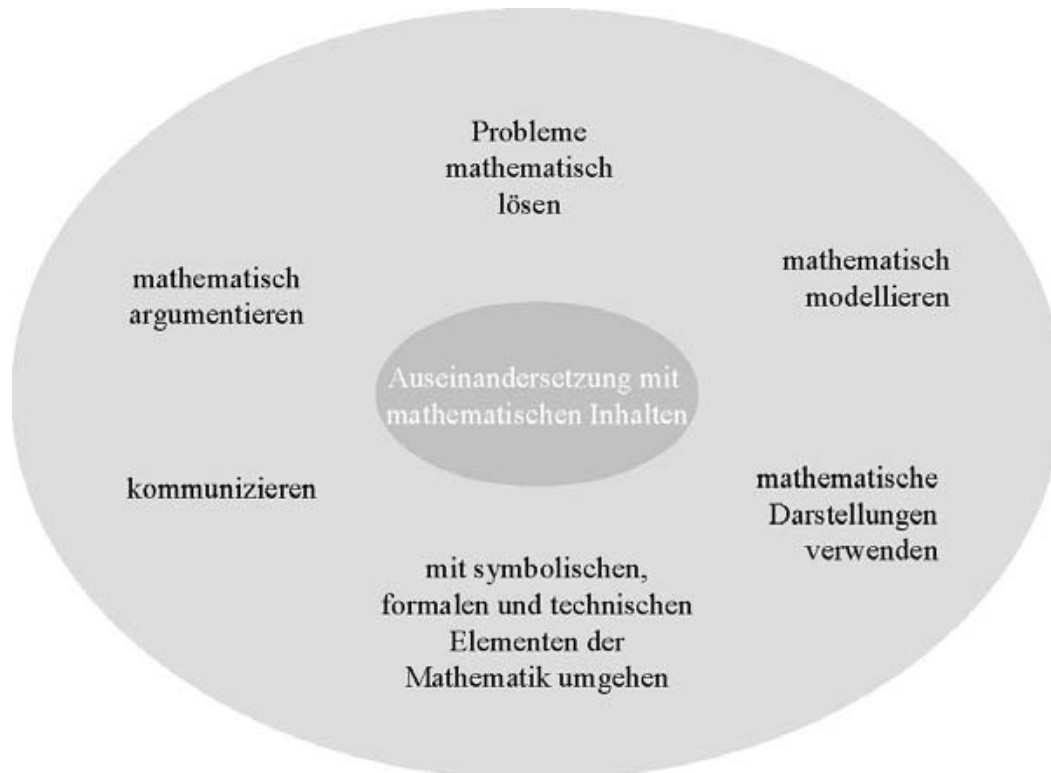 Probleme
mathematisch
lösen
mathematisch
argumentieren
mathematisch
modellieren
Auseinandersetzung mit
mathematischen Inhalten
kommunizieren
mathematische
Darstellungen
verwenden
mit symbolischen,
formalen und technischen
Elementen der
Mathematik umgehen